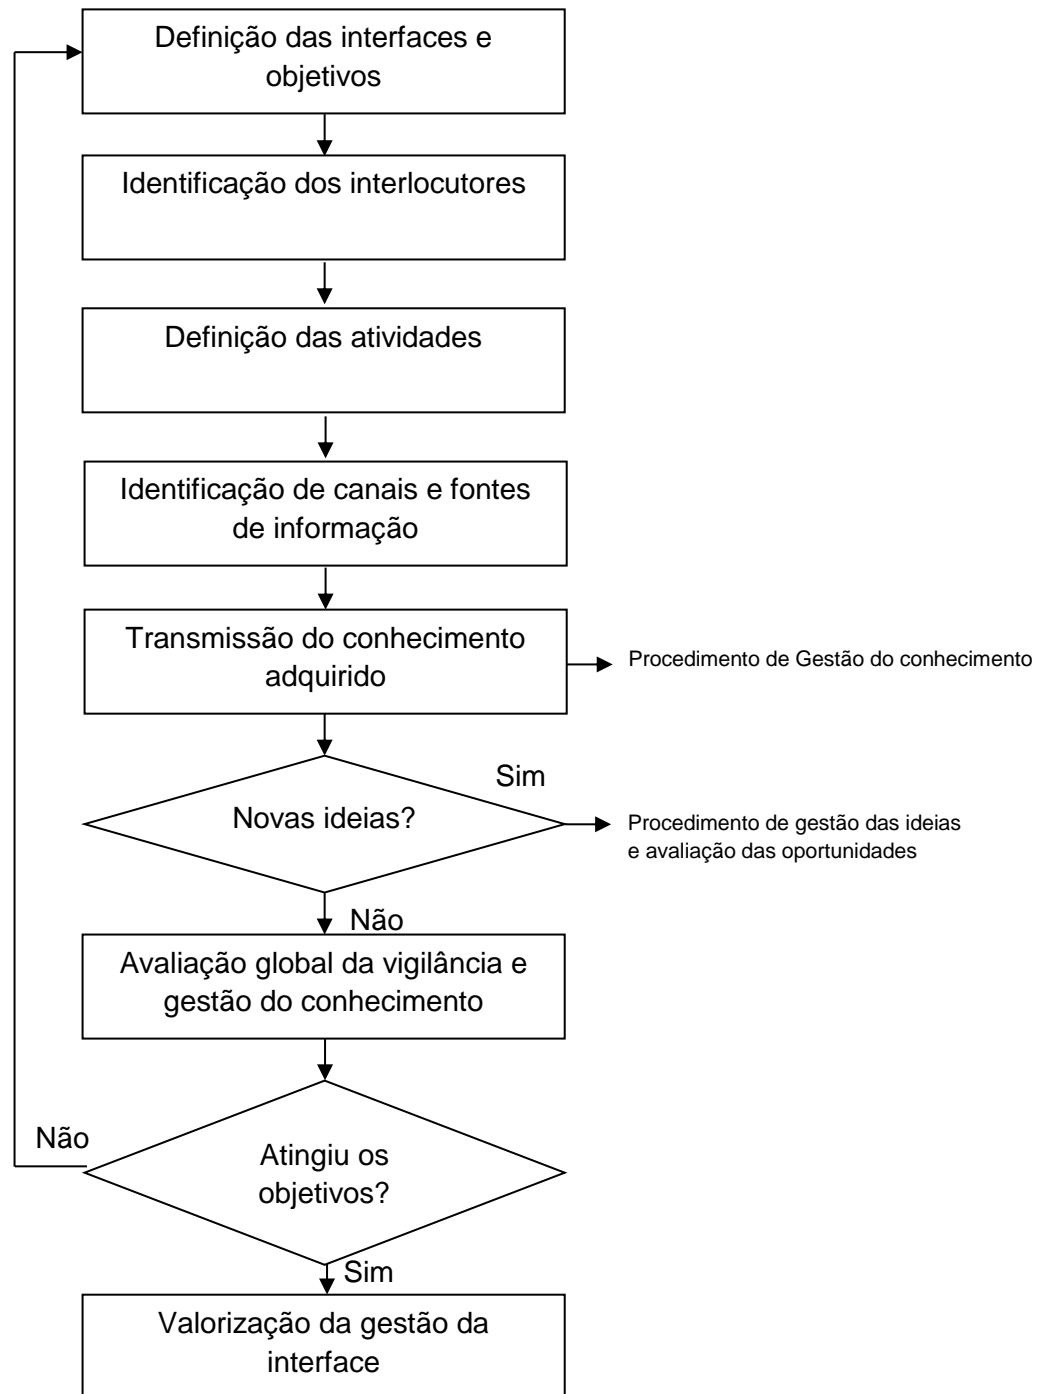 Definição das interfaces e
objetivos
Identificação dos interlocutores
Definição das atividades
Identificação de canais e fontes
de informação
Transmissão do conhecimento
adquirido
Procedimento de Gestão do conhecimento
Sim
Novas ideias?
Procedimento de gestão das ideias
e avaliação das oportunidades
Não
Avaliação global da vigilância e
gestão do conhecimento
Não
Atingiu os
objetivos?
Sim
Valorização da gestão da
interface